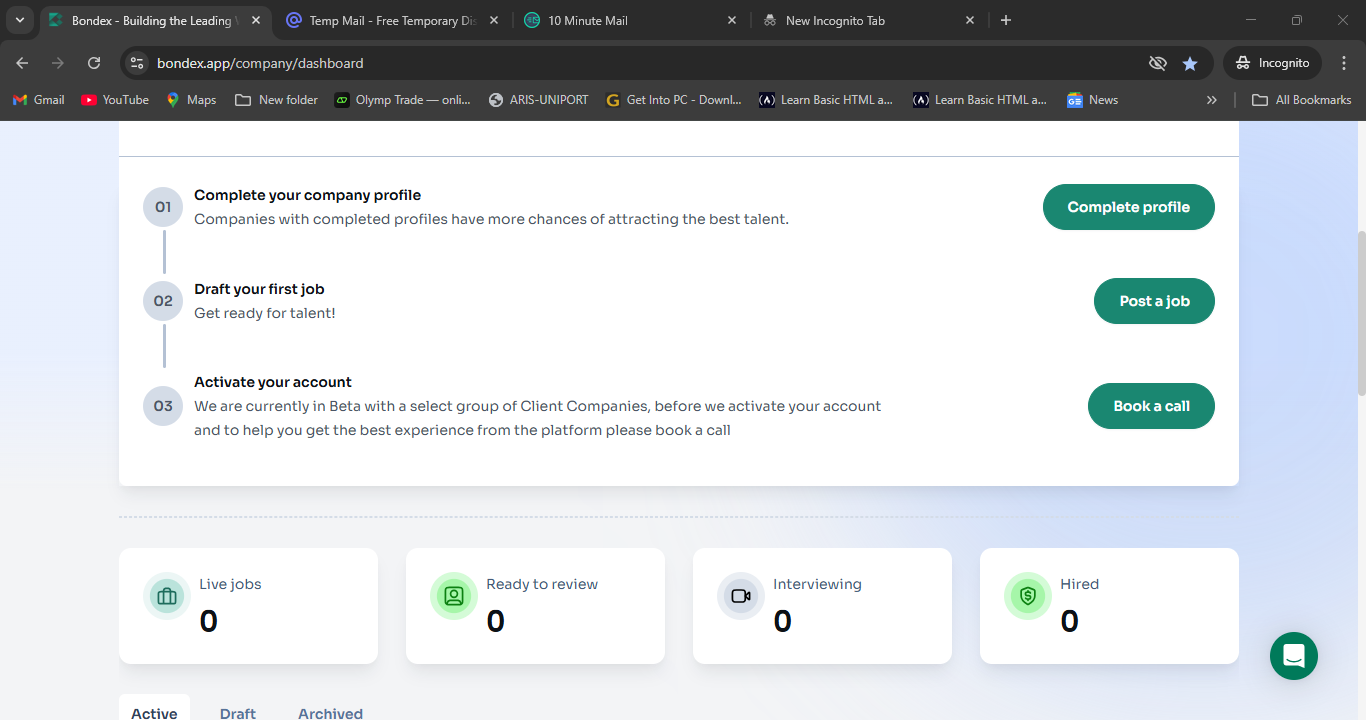 Bondex - Building the Leading
Temp Mail - Free Temporary Dis
10 Minute Mail
New Incognito Tab
bondex.app/company/dashboard
Incognito
Gmail
YouTube
Maps
New folder
Olymp Trade — onli...
ARIS-UNIPORT
Get Into PC - Downl...
Learn Basic HTML a...
Learn Basic HTML a...
News
All Bookmarks
01
Complete your company profile
Companies with completed profiles have more chances of attracting the best talent.
Complete profile
02
Draft your first job
Get ready for talent!
Post a job
03
Activate your account
We are currently in Beta with a select group of Client Companies, before we activate your account
and to help you get the best experience from the platform please book a call
Book a call
Live jobs
0
Ready to review
0
Interviewing
0
Hired
0
Active
Draft
Archived